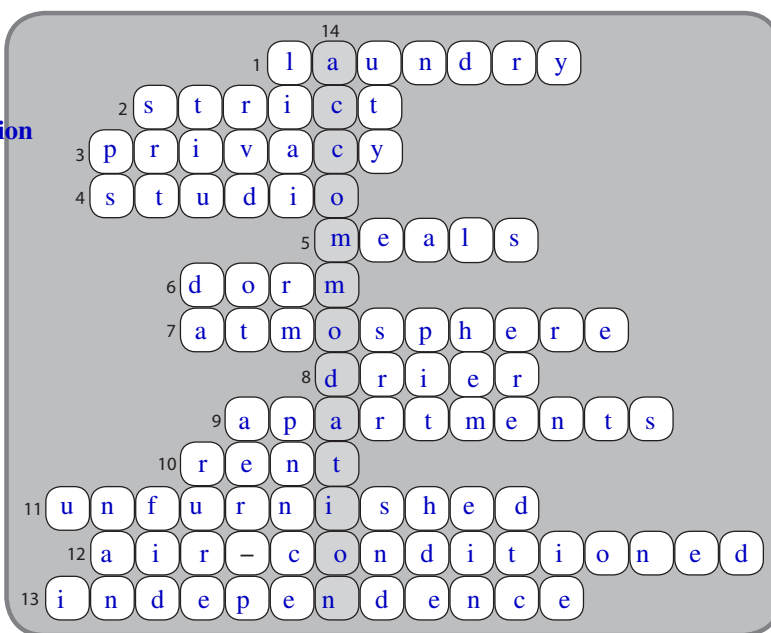 14
1 laundry
2 strict
ion
3 privacy
4 studio
5 meals
6 dorm
7 atmosphere
8 drier
9 apartments
10 rent
11 unfurnished
12 air–conditioned
13 independence